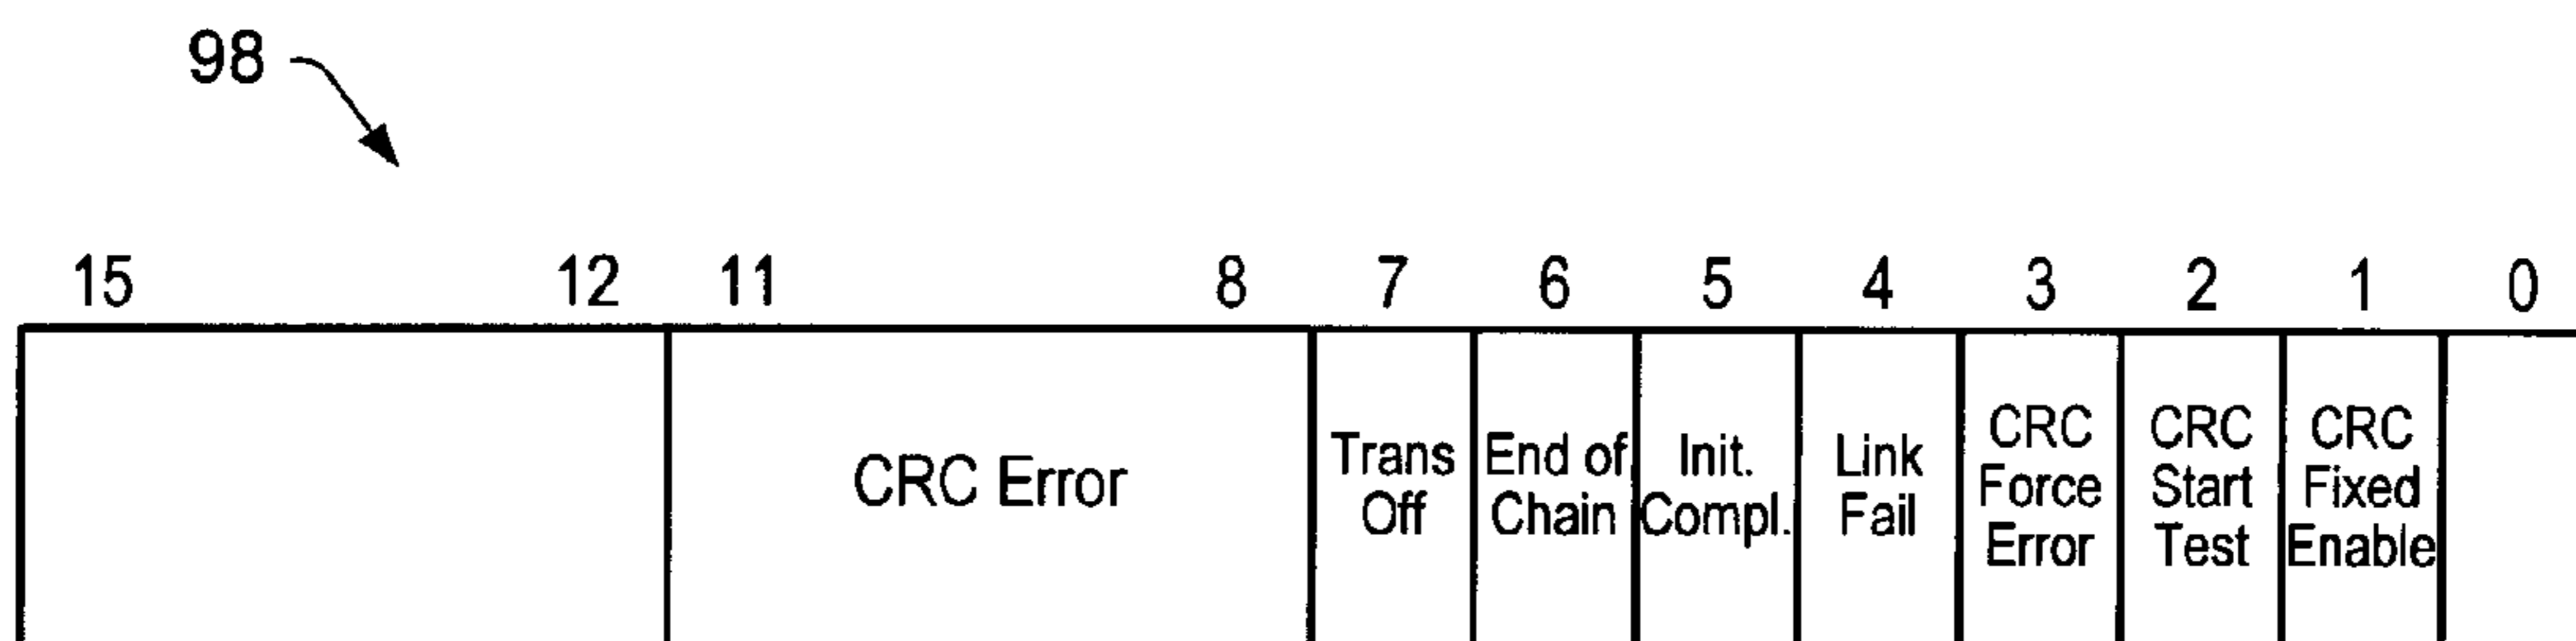 98
15 12 11 8 7 6 5 4 3 2 1 0
CRC Error
Trans
Off
End of
Chain
Init.
Compl.
Link
Fail
CRC
Force
Error
CRC
Start
Test
CRC
Fixed
Enable